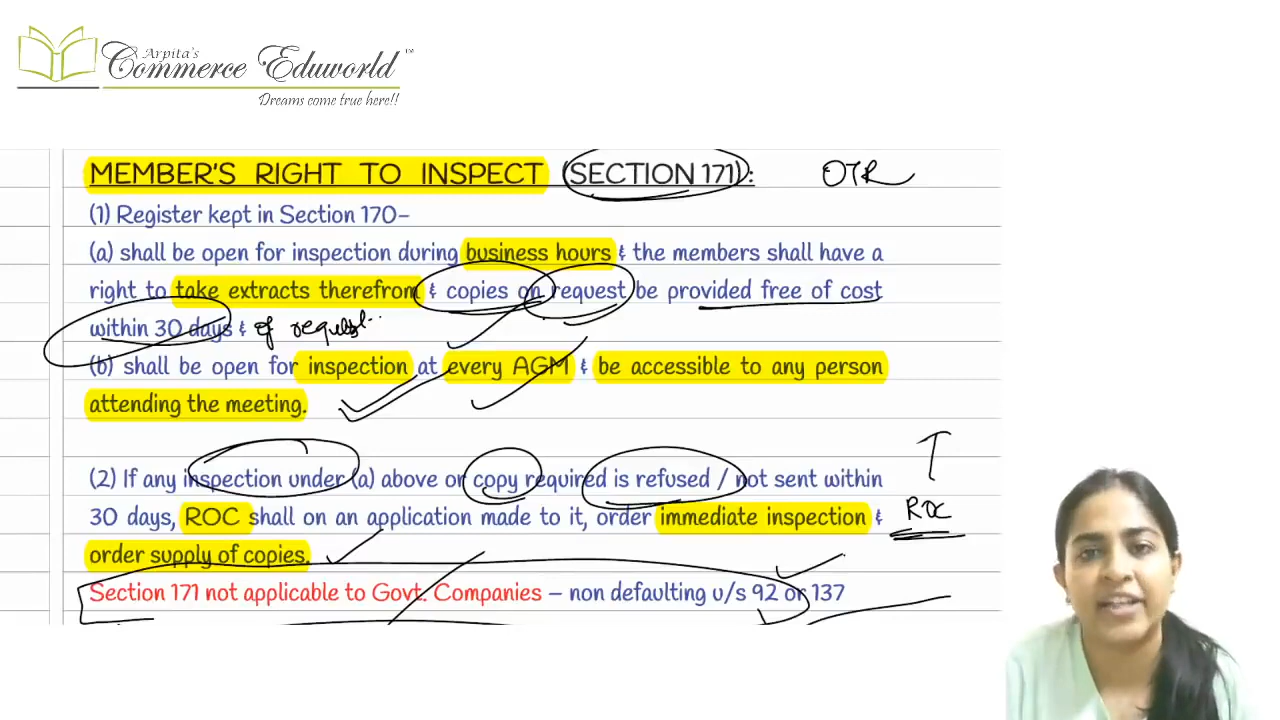 Arpita's
Commerce Eduworld™
Dreams come true here!!
MEMBER'S RIGHT TO INSPECT (SECTION 171): OTR
(1) Register kept in Section 170–
(a) shall be open for inspection during business hours & the members shall have a
right to take extracts therefrom & copies on request be provided free of cost
within 30 days & of request..
(b) shall be open for inspection at every AGM & be accessible to any person
attending the meeting.
(2) If any inspection under (a) above or copy required is refused / not sent within
30 days, ROC shall on an application made to it, order immediate inspection & ROC
order supply of copies.
Section 171 not applicable to Govt. Companies – non defaulting u/s 92 or 137